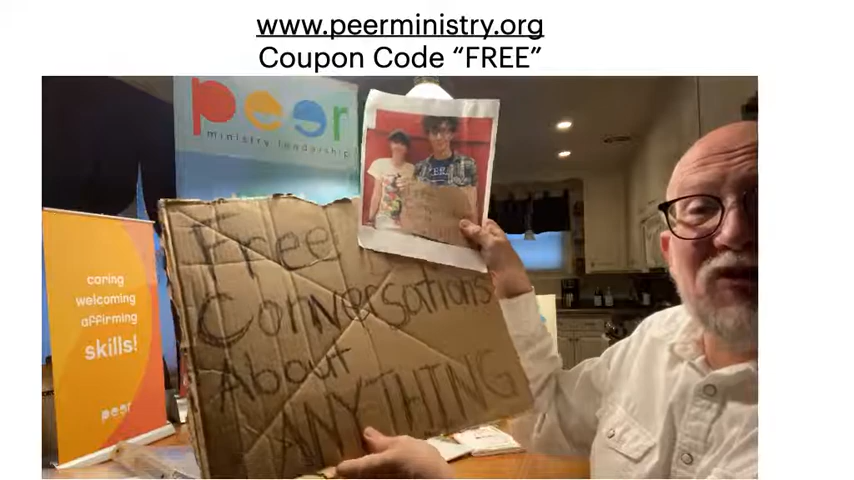 www.peerministry.org
Coupon Code “FREE”
peer
ministry leadership
caring
welcoming
affirming
skills!
peer
Free
Conversations
About
ANYTHING